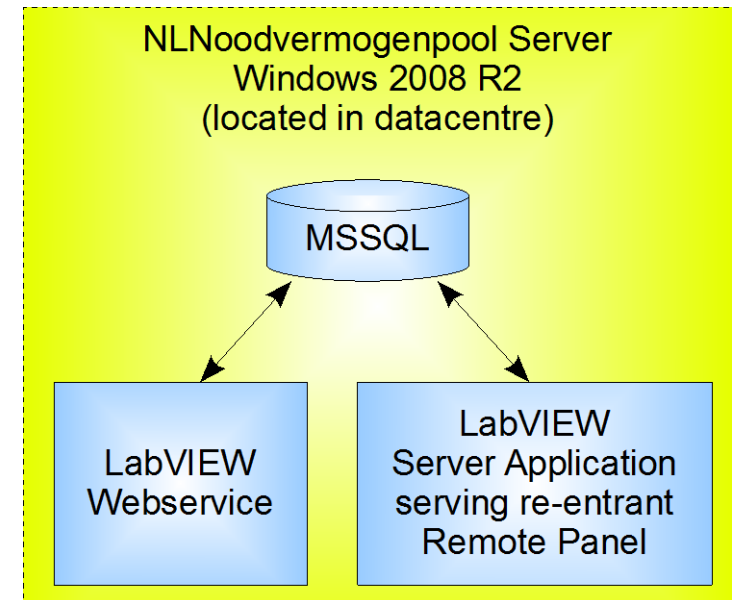 NLNoodvermogenpool Server
Windows 2008 R2
(located in datacentre)
MSSQL
LabVIEW
Webservice
LabVIEW
Server Application
serving re-entrant
Remote Panel